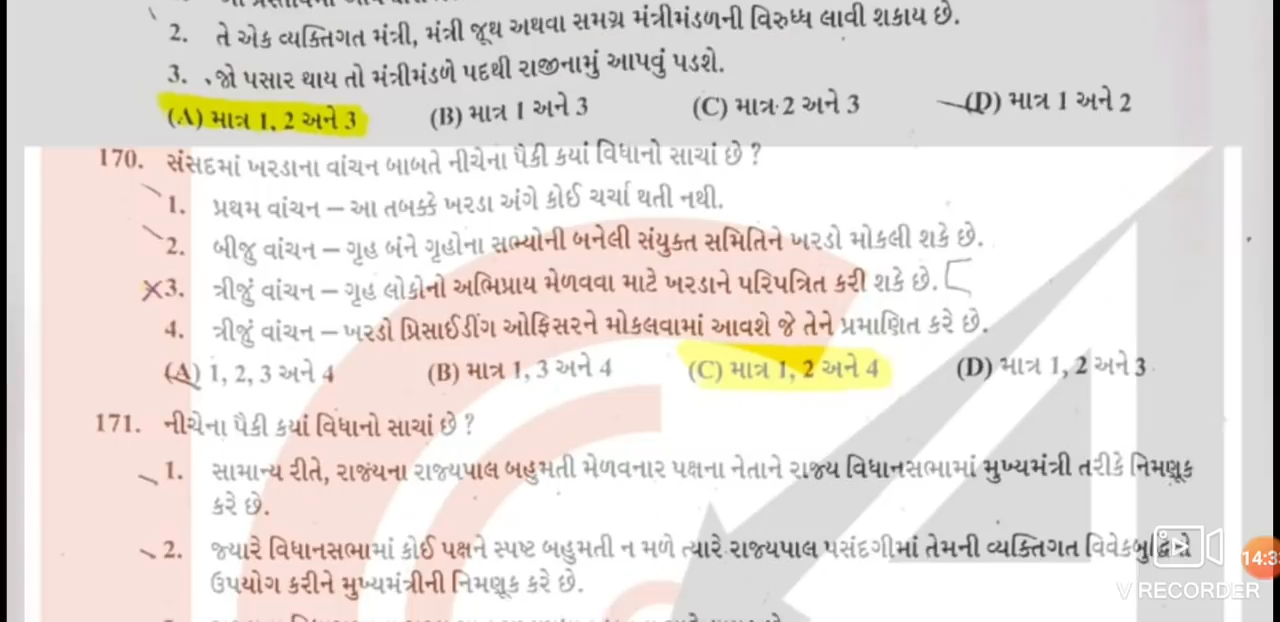 2. તે એક વ્યક્તિગત મંત્રી, મંત્રી જૂથ અથવા સમગ્ર મંત્રીમંડળની વિરુધ્ધ લાવી શકાય છે.
3. જો પસાર થાય તો મંત્રીમંડળે પદથી રાજીનામું આપવું પડશે.
(A) માત્ર 1, 2 અને 3 (B) માત્ર 1 અને 3 (C) માત્ર 2 અને 3 (D) માત્ર 1 અને 2
170. સંસદમાં ખરડાના વાંચન બાબતે નીચેના પૈકી કયાં વિધાનો સાચાં છે ?
1. પ્રથમ વાંચન – આ તબક્કે ખરડા અંગે કોઈ ચર્ચા થતી નથી.
2. બીજુ વાંચન – ગૃહ બંને ગૃહોના સભ્યોની બનેલી સંયુક્ત સમિતિને ખરડો મોકલી શકે છે.
3. ત્રીજું વાંચન – ગૃહ લોકોનો અભિપ્રાય મેળવવા માટે ખરડાને પરિપત્રિત કરી શકે છે.
4. ત્રીજું વાંચન – ખરડો પ્રિસાઈડીંગ ઓફિસરને મોકલવામાં આવશે જે તેને પ્રમાણિત કરે છે.
(A) 1, 2, 3 અને 4 (B) માત્ર 1, 3 અને 4 (C) માત્ર 1, 2 અને 4 (D) માત્ર 1, 2 અને 3
171. નીચેના પૈકી કયાં વિધાનો સાચાં છે ?
1. સામાન્ય રીતે, રાજ્યના રાજ્યપાલ બહુમતી મેળવનાર પક્ષના નેતાને રાજ્ય વિધાનસભામાં મુખ્યમંત્રી તરીકે નિમણૂક
કરે છે.
2. જ્યારે વિધાનસભામાં કોઈ પક્ષને સ્પષ્ટ બહુમતી ન મળે ત્યારે રાજ્યપાલ પસંદગીમાં તેમની વ્યક્તિગત વિવેકબુદ્ધિનો
ઉપયોગ કરીને મુખ્યમંત્રીની નિમણૂક કરે છે.
14:3
V RECORDER